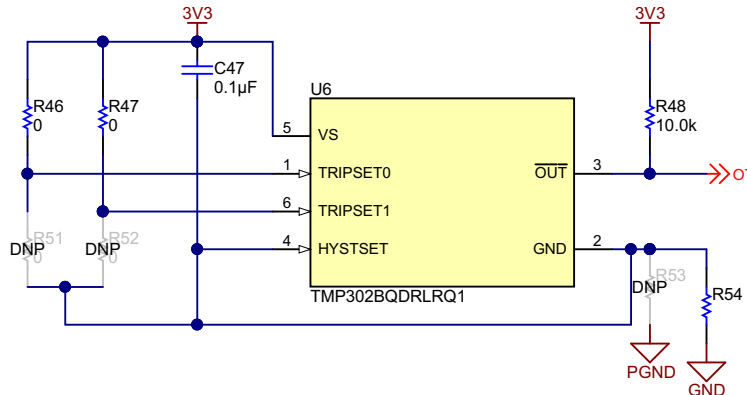 3V3
3V3
C47
0.1µF
U6
R46
0
R47
0
R48
10.0k
5
VS
1
TRIPSET0
OUT
3
6
TRIPSET1
4
HYSTSET
GND
2
DNP
R51
0
DNP
R52
0
R53
DNP
R54
TMP302BQDRLRQ1
PGND
GND